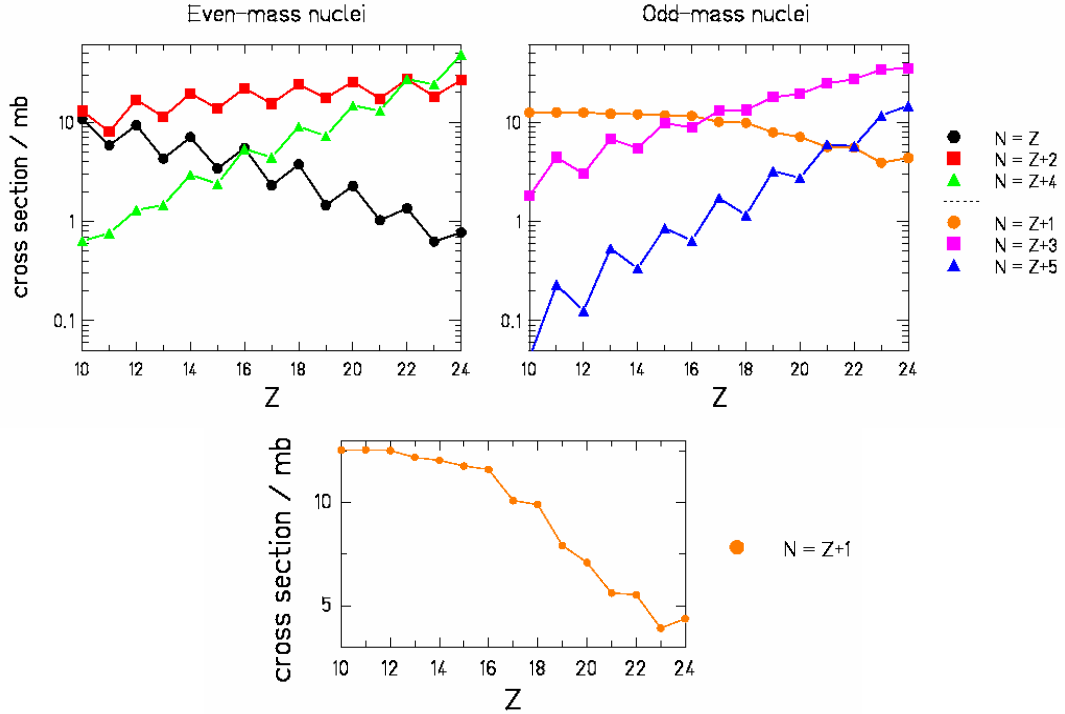 Even-mass nuclei
Odd-mass nuclei
cross section / mb
10
1
0.1
10 12 14 16 18 20 22 24
Z
10
1
0.1
10 12 14 16 18 20 22 24
Z
N = Z
N = Z+2
N = Z+4
N = Z+1
N = Z+3
N = Z+5
cross section / mb
10
5
10 12 14 16 18 20 22 24
Z
N = Z+1